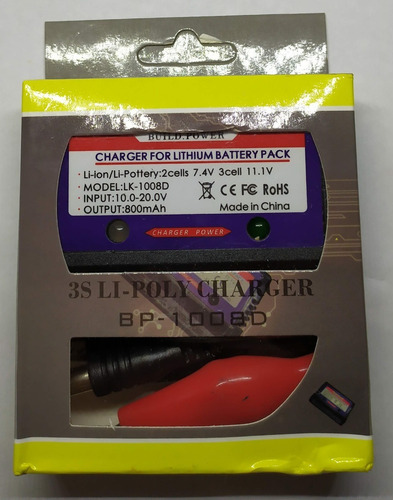 BUILD POWER
CHARGER FOR LITHIUM BATTERY PACK
· Li-ion/Li-Pottery:2cells 7.4V 3cell 11.1V
· MODEL:LK-1008D
· INPUT:10.0-20.0V
· OUTPUT:800mAh
CE FC RoHS
Made in China
CHARGER POWER
3S LI-POLY CHARGER
BP-1008D